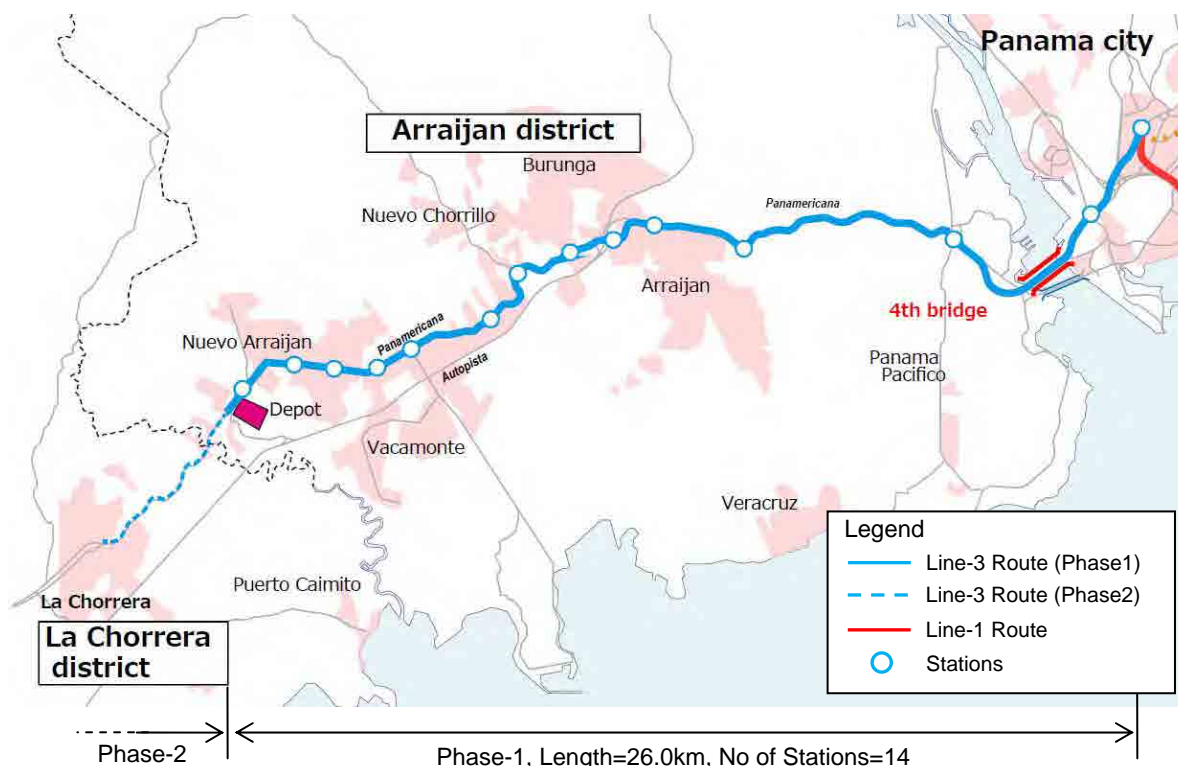 Panama city
Arraijan district
Burunga
Nuevo Chorrillo
Panamericana
Arraijan
4th bridge
Panama
Pacifico
Nuevo Arraijan
Panamericana
Autopista
Depot
Vacamonte
Veracruz
Puerto Caimito
La Chorrera
La Chorrera
district
Legend
Line-3 Route (Phase1)
Line-3 Route (Phase2)
Line-1 Route
Stations
Phase-2
Phase-1, Length=26.0km, No of Stations=14